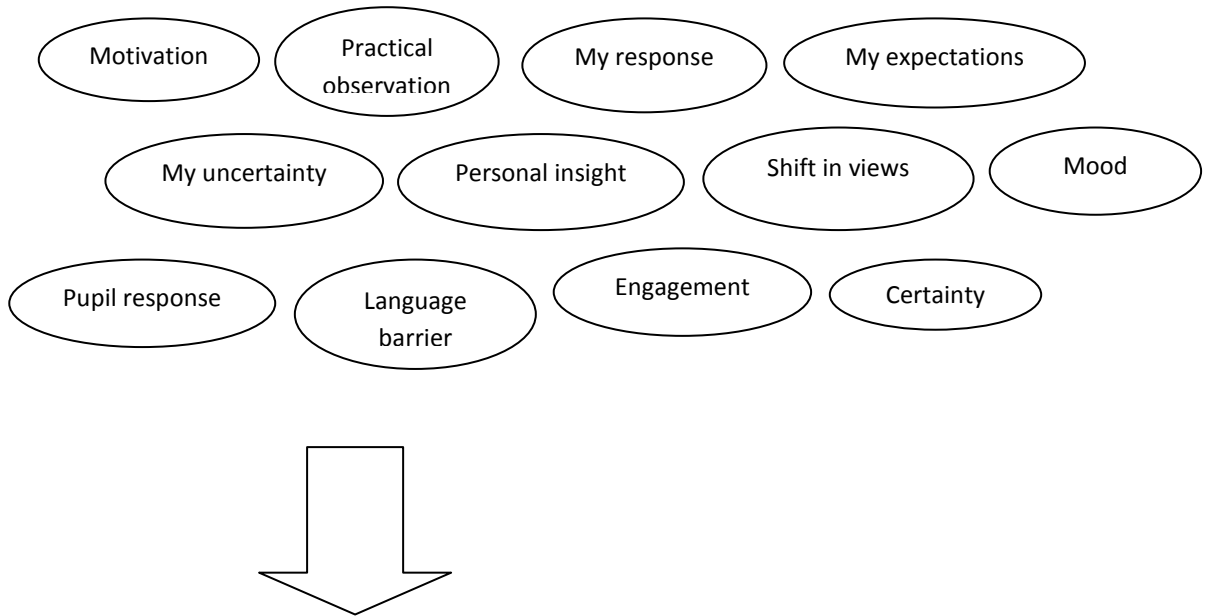 Motivation
Practical
observation
My response
My expectations
My uncertainty
Personal insight
Shift in views
Mood
Pupil response
Language
barrier
Engagement
Certainty